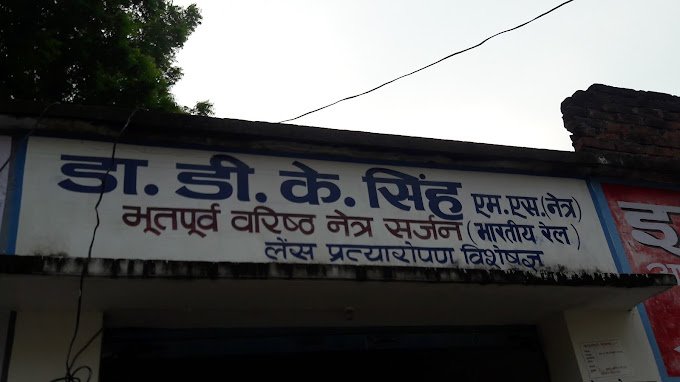 डा. डी. के. सिंह एम.एस.(नेत्र)
भूतपूर्व वरिष्ठ नेत्र सर्जन (भारतीय रेल)
लेंस प्रत्यारोपण विशेषज्ञ